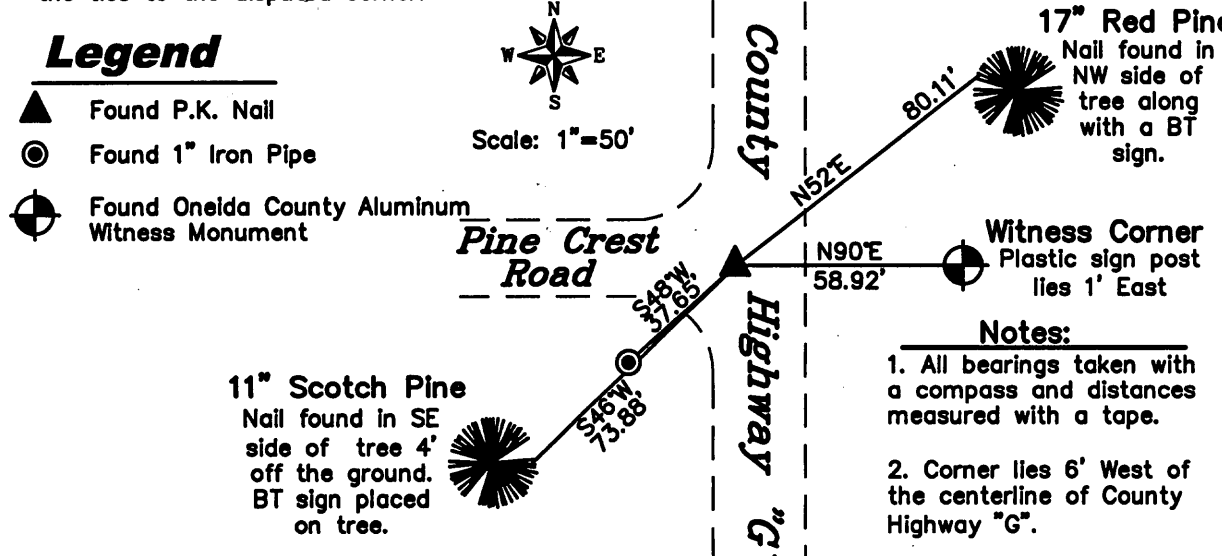 Legend
Found P.K. Nail
Found 1" Iron Pipe
Found Oneida County Aluminum
Witness Monument
N
W E
S
Scale: 1"=50'
County
Highway "G"
Pine Crest
Road
17" Red Pine
Nail found in
NW side of
tree along
with a BT
sign.
80.11'
N52°E
N90°E
58.92'
Witness Corner
Plastic sign post
lies 1' East
S48°W
37.65'
S46°W
73.88'
11" Scotch Pine
Nail found in SE
side of tree 4'
off the ground.
BT sign placed
on tree.
Notes:
1. All bearings taken with
a compass and distances
measured with a tape.
2. Corner lies 6' West of
the centerline of County
Highway "G".